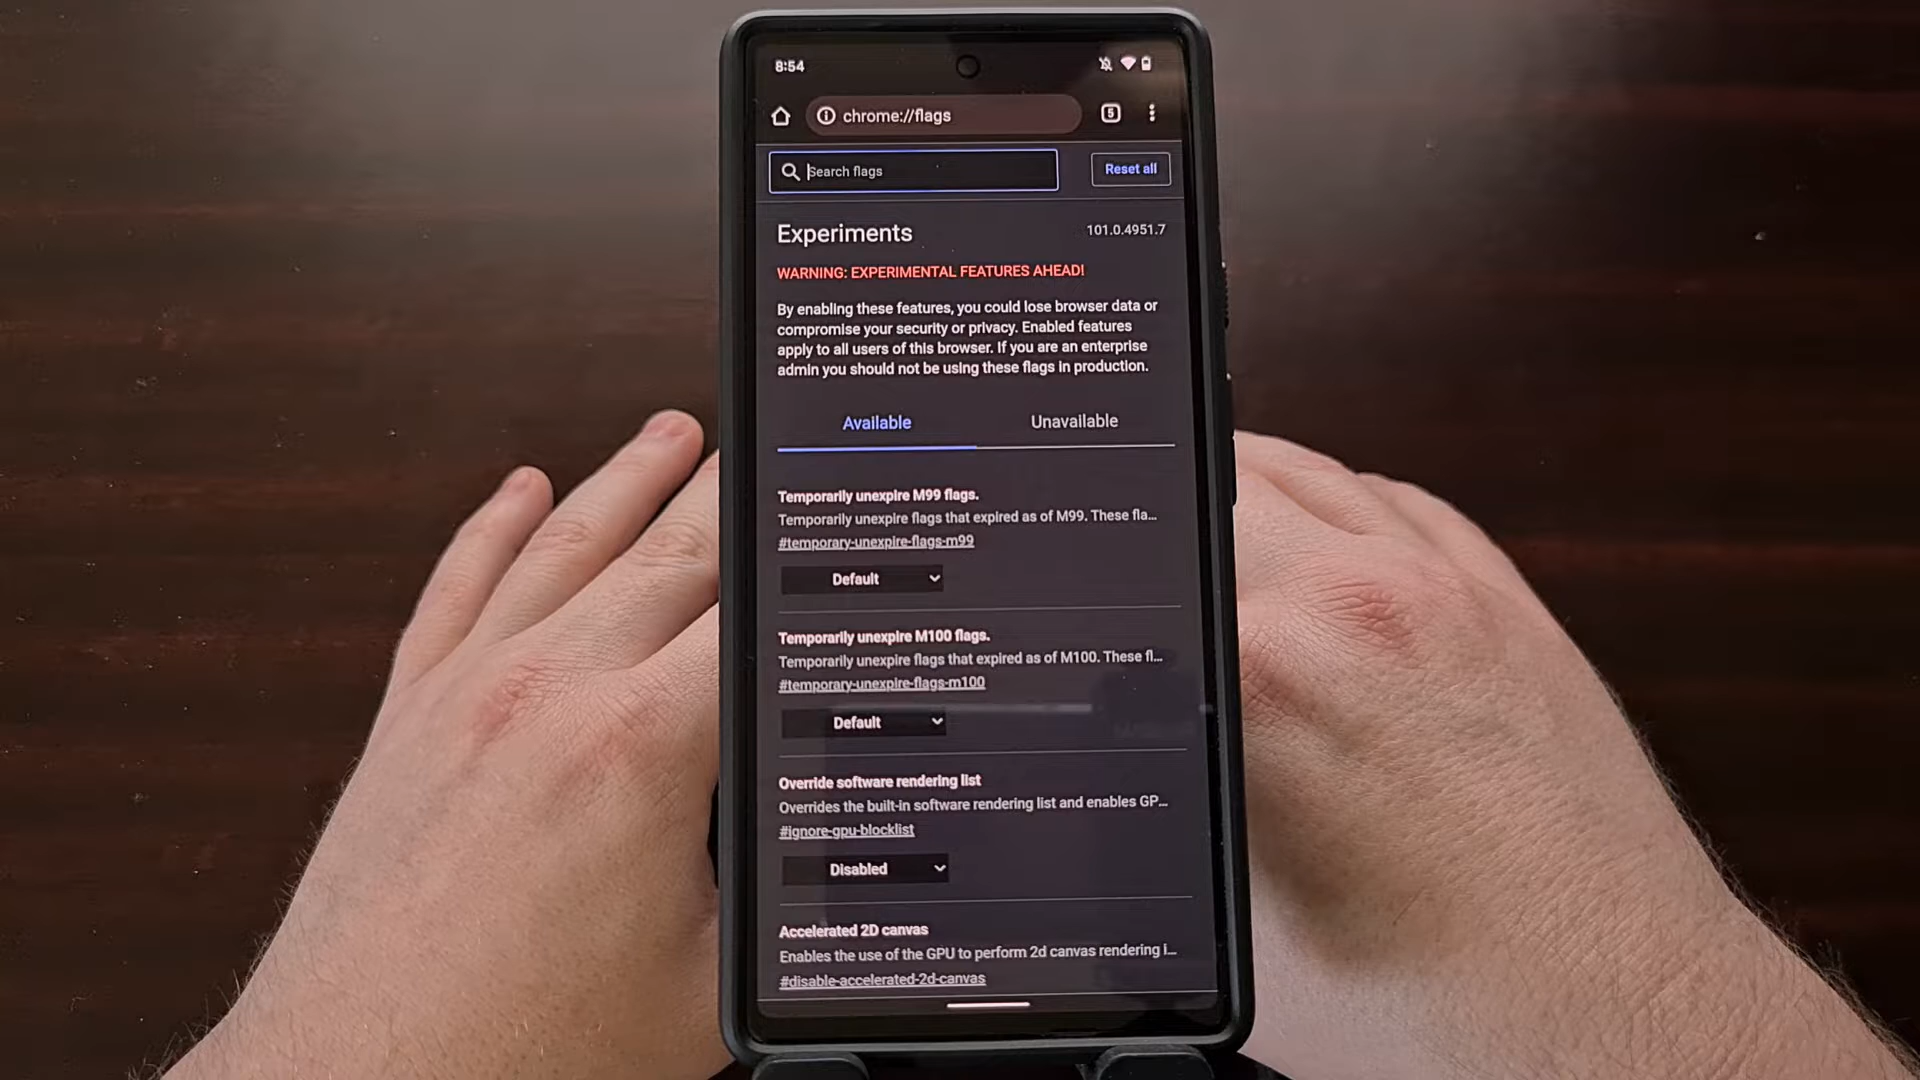 8:54
chrome://flags
5
Search flags
Reset all
Experiments
101.0.4951.7
WARNING: EXPERIMENTAL FEATURES AHEAD!
By enabling these features, you could lose browser data or
compromise your security or privacy. Enabled features
apply to all users of this browser. If you are an enterprise
admin you should not be using these flags in production.
Available
Unavailable
Temporarily unexpire M99 flags.
Temporarily unexpire flags that expired as of M99. These fla...
#temporary-unexpire-flags-m99
Default
Temporarily unexpire M100 flags.
Temporarily unexpire flags that expired as of M100. These fl...
#temporary-unexpire-flags-m100
Default
Override software rendering list
Overrides the built-in software rendering list and enables GP...
#ignore-gpu-blocklist
Disabled
Accelerated 2D canvas
Enables the use of the GPU to perform 2d canvas rendering i...
#disable-accelerated-2d-canvas